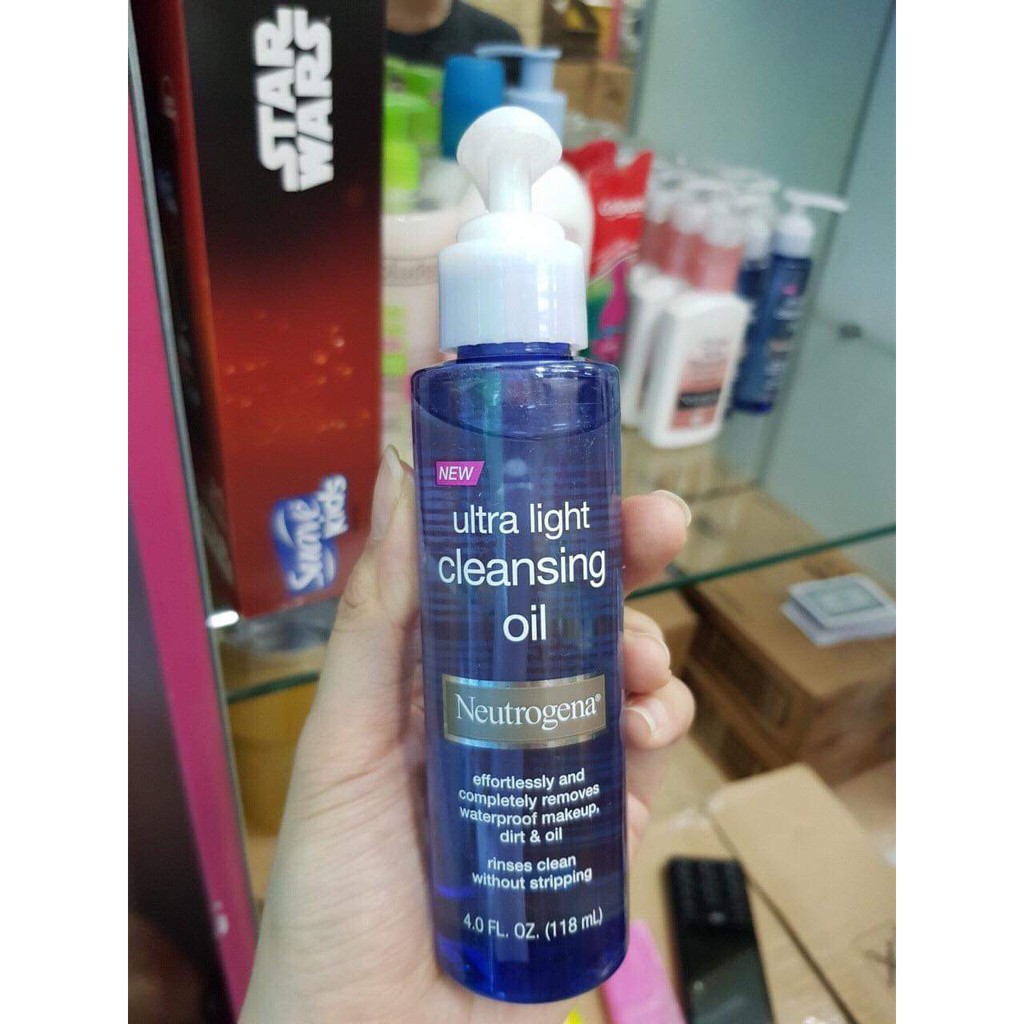 STAR
WARS
Suave
kids
NEW
ultra light
cleansing
oil
Neutrogena®
effortlessly and
completely removes
waterproof makeup,
dirt & oil
rinses clean
without stripping
4.0 FL. OZ. (118 mL)